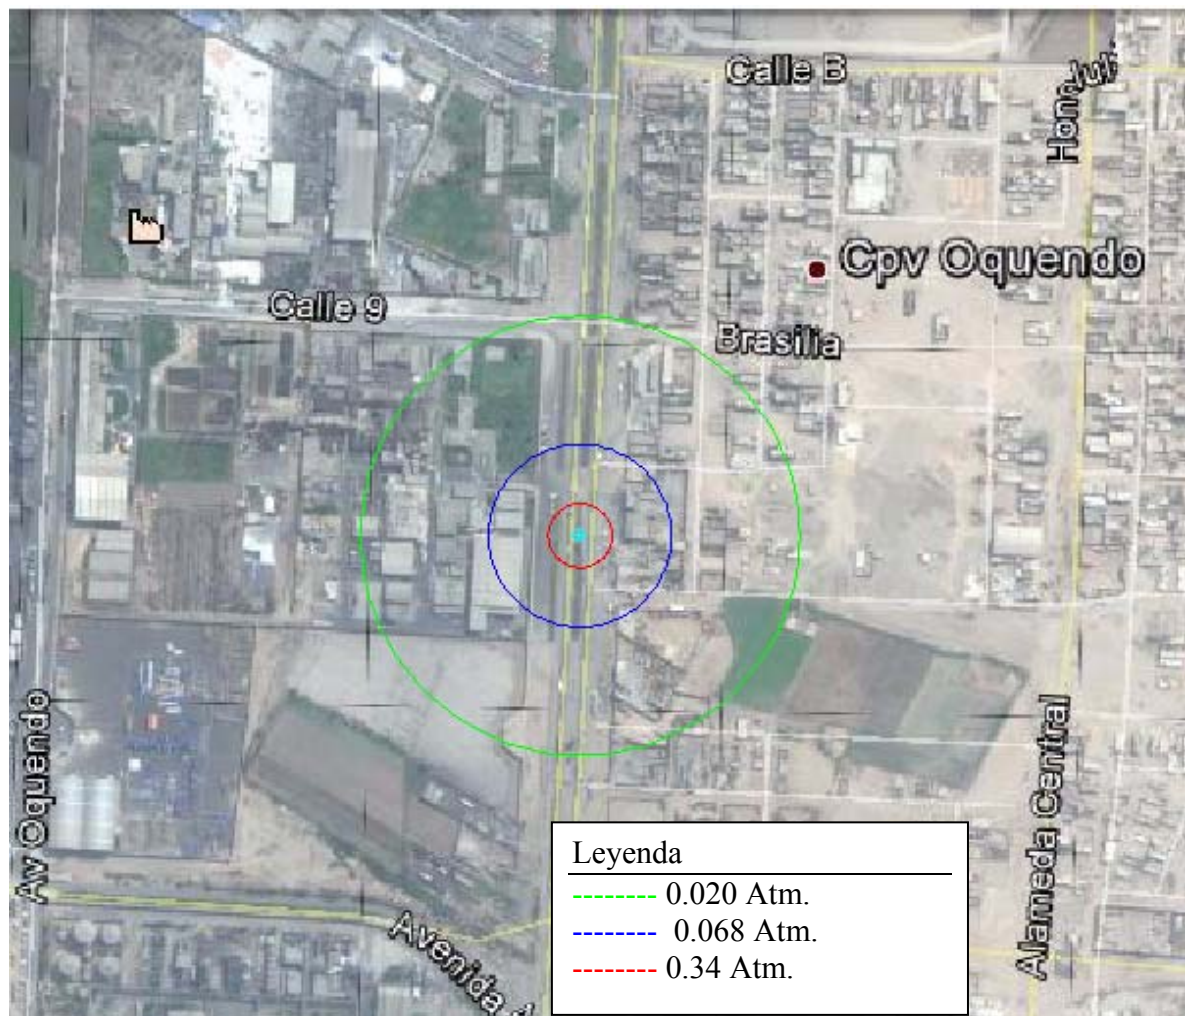 Calle B
Cpv Oquendo
Calle 9
Brasilia
Av Oquendo
Alameda Central
Avenida
Leyenda
-------- 0.020 Atm.
-------- 0.068 Atm.
-------- 0.34 Atm.